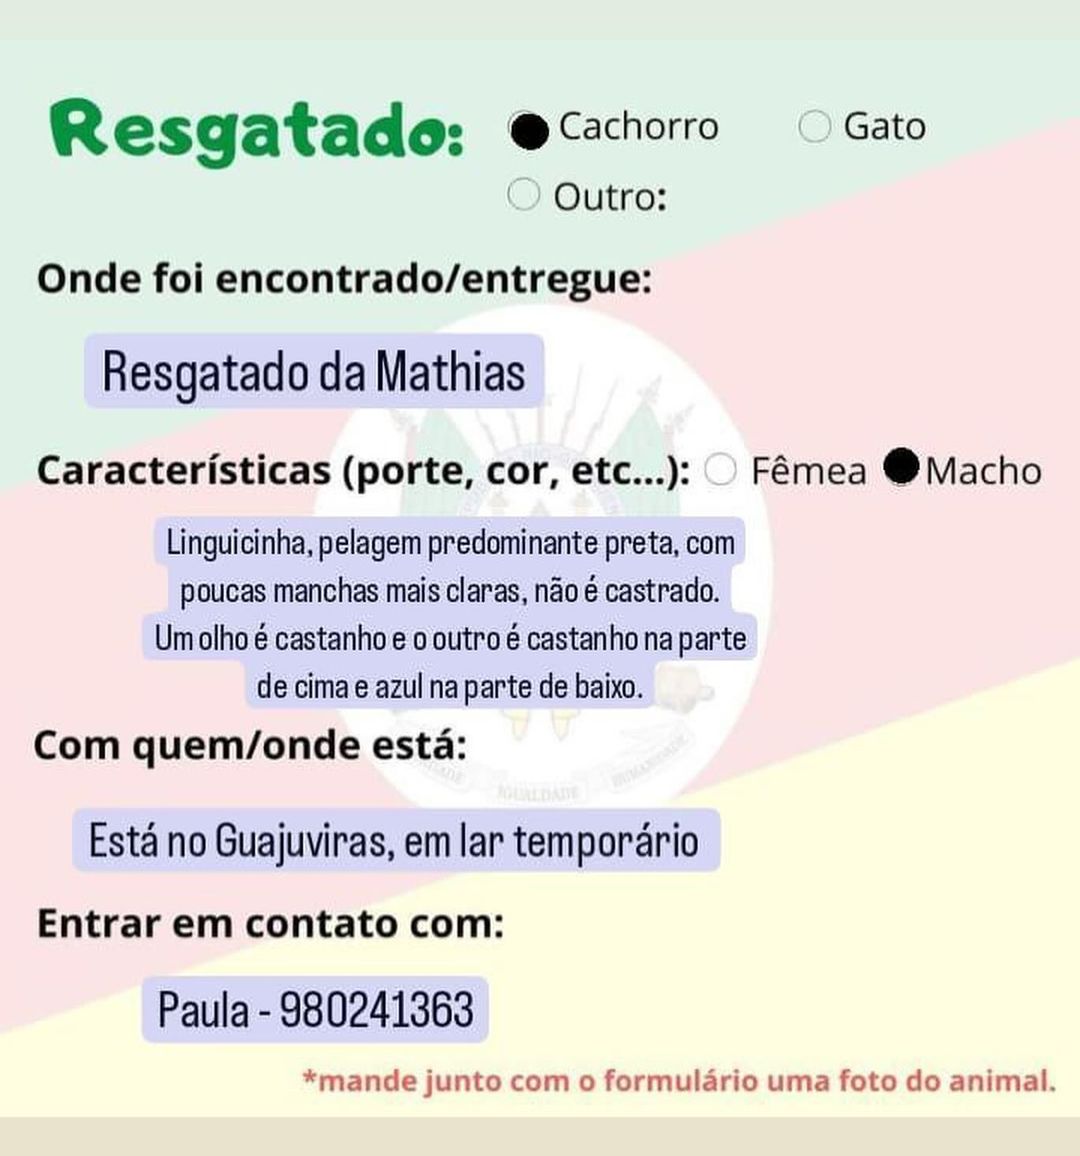 Resgatado: Cachorro Gato
Outro:
Onde foi encontrado/entregue:
Resgatado da Mathias
Características (porte, cor, etc...): Fêmea Macho
Linguicinha, pelagem predominante preta, com
poucas manchas mais claras, não é castrado.
Um olho é castanho e o outro é castanho na parte
de cima e azul na parte de baixo.
Com quem/onde está:
IGUALDADE HUMANIDADE
Está no Guajuviras, em lar temporário
Entrar em contato com:
Paula - 980241363
*mande junto com o formulário uma foto do animal.